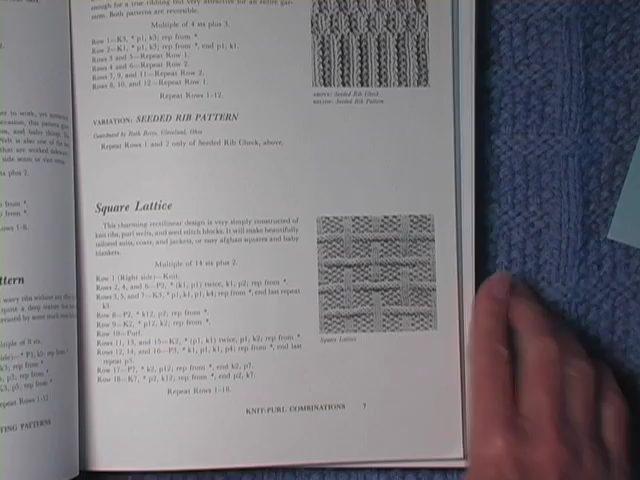 enough for a true ribbing but very attractive for an entire gar-
ment. Both patterns are reversible.
Multiple of 4 sts plus 3.
Row 1—K3, * p1, k3; rep from *.
Row 2—K1, * p1, k3; rep from *, end p1, k1.
Rows 3 and 5—Repeat Row 1.
Rows 4 and 6—Repeat Row 2.
Rows 7, 9, and 11—Repeat Row 2.
Rows 8, 10, and 12—Repeat Row 1.
Repeat Rows 1-12.
ABOVE: Seeded Rib Check
BELOW: Seeded Rib Pattern
VARIATION: SEEDED RIB PATTERN
Contributed by Ruth Cleveland, Ohio
Repeat Rows 1 and 2 only of Seeded Rib Check, above.
Square Lattice
This charming rectilinear design is very simply constructed of
knit ribs, purl welts, and seed stitch blocks. It will make beautifully
tailored suits, coats, and jackets, or easy afghan squares and baby
blankets.
Multiple of 14 sts plus 2.
Row 1 (Right side)—Knit.
Rows 2, 4, and 6—P2, * (k1, p1) twice, k1, p2; rep from *.
Rows 3, 5, and 7—K3, * p1, k1, p1, k4; rep from *, end last repeat
k3.
Row 8—P2, * k12, p2; rep from *.
Row 9—K2, * p12, k2; rep from *.
Row 10—Purl
Rows 11, 13, and 15—K2, * (p1, k1) twice, p1, k2; rep from *.
Rows 12, 14, and 16—P3, * k1, p1, k1, p4; rep from *, end last
repeat p3.
Row 17—P7, * k2, p12; rep from *, end k2, p7.
Row 18—K7, * p2, k12; rep from *, end p2, k7.
Repeat Rows 1-18.
Square Lattice
KNIT-PURL COMBINATIONS 7